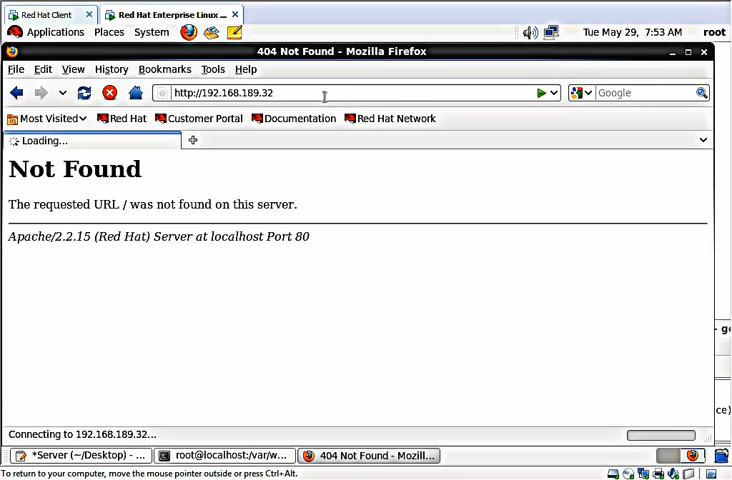 Red Hat Client
Red Hat Enterprise Linux ...
Applications Places System
Tue May 29, 7:53 AM root
404 Not Found - Mozilla Firefox
File Edit View History Bookmarks Tools Help
http://192.168.189.32
Google
Most Visited Red Hat Customer Portal Documentation Red Hat Network
Loading...
Not Found
The requested URL / was not found on this server.
Apache/2.2.15 (Red Hat) Server at localhost Port 80
- ge
ce)
Connecting to 192.168.189.32...
*Server (~/Desktop) - ...
root@localhost:/var/w...
404 Not Found - Mozill...
To return to your computer, move the mouse pointer outside or press Ctrl+Alt.